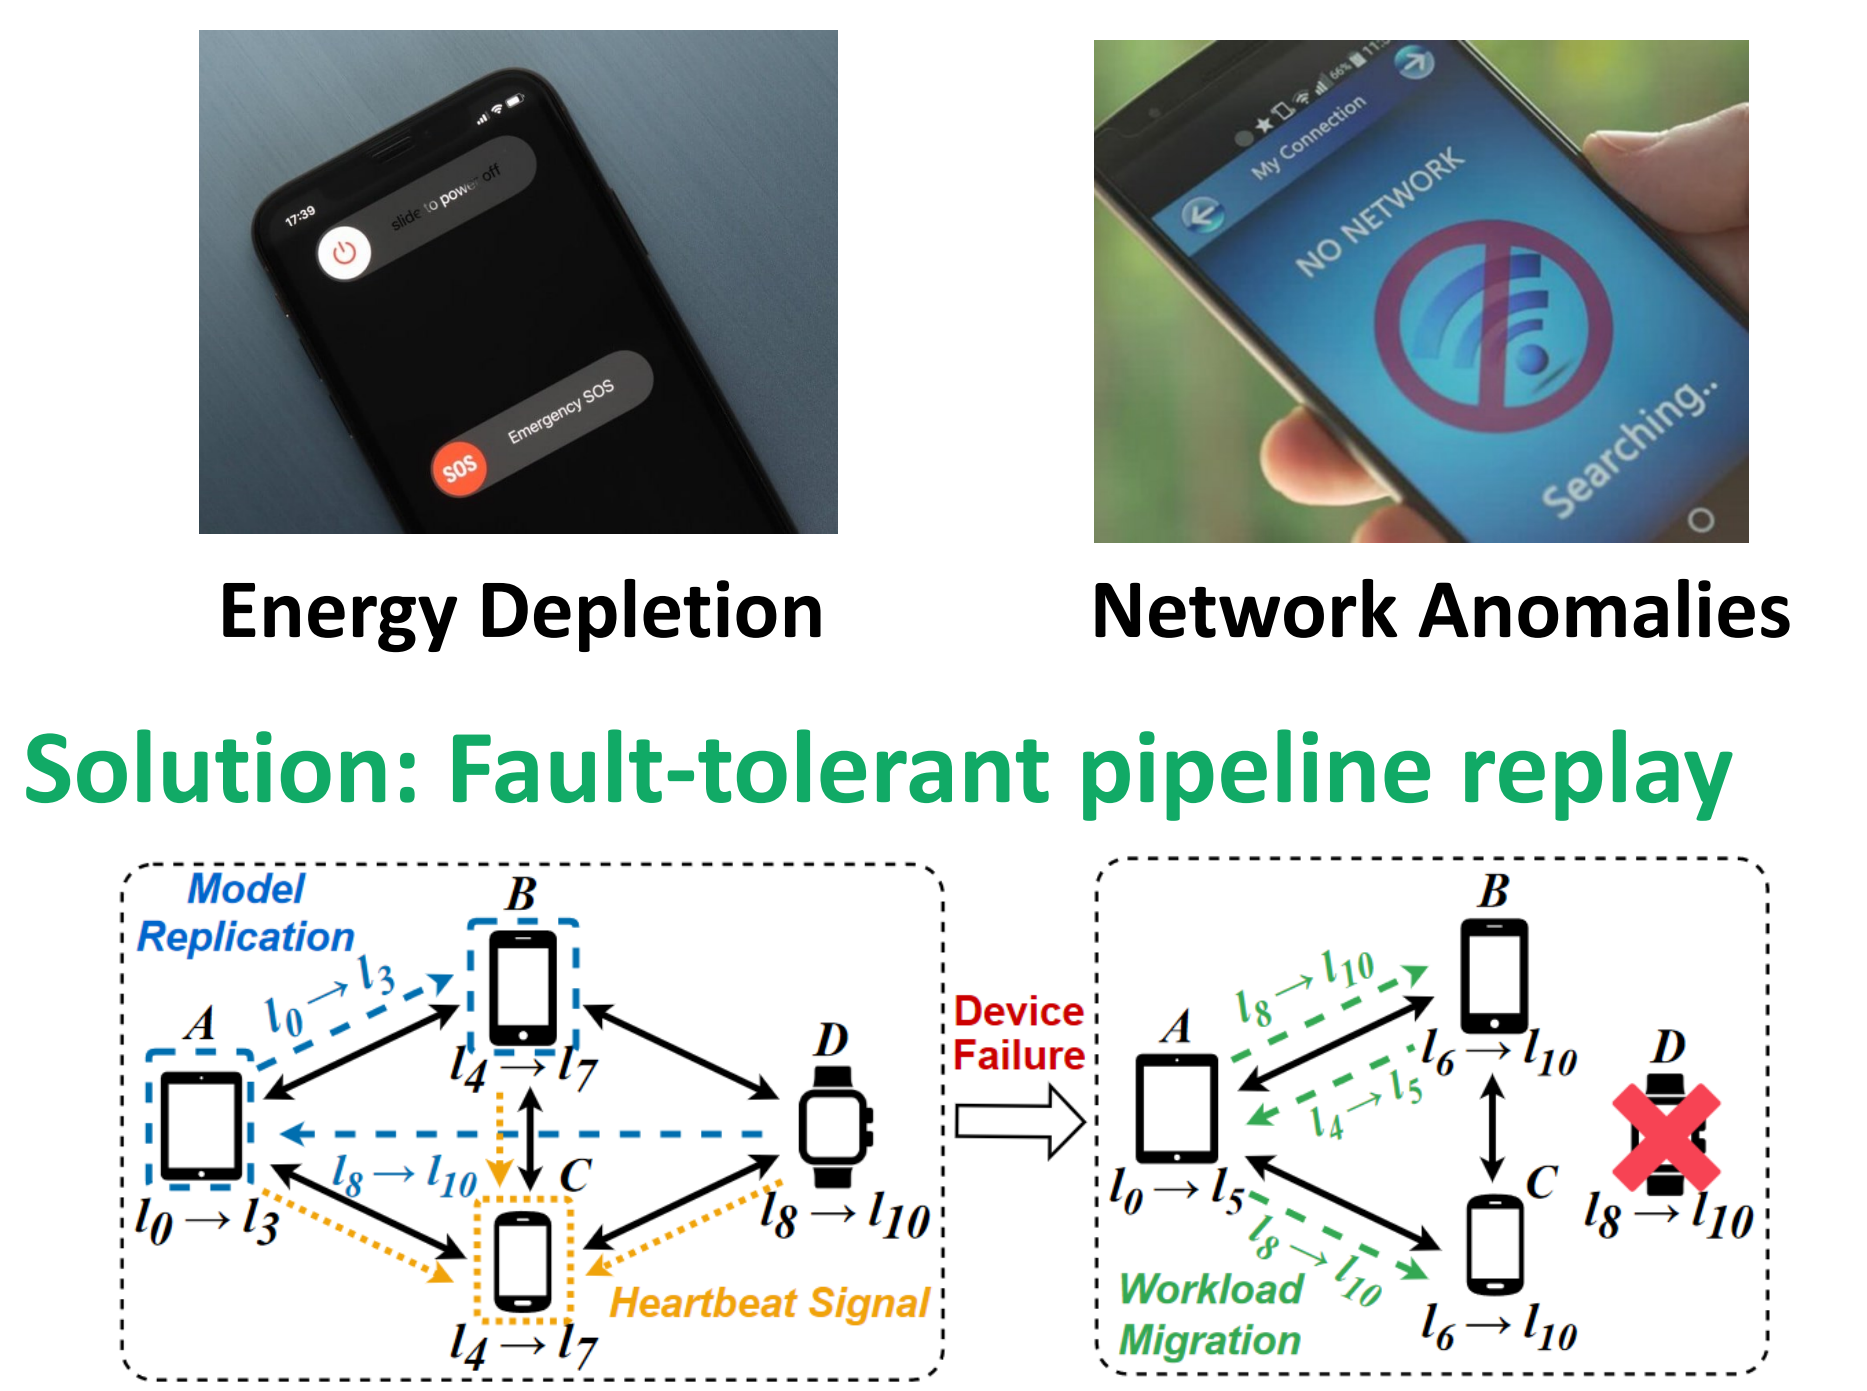 17:39
slide to power off
Emergency SOS
SOS
66% 11:
My Connection
NO NETWORK
Searching..
Energy Depletion
Network Anomalies
Solution: Fault-tolerant pipeline replay
Model
Replication
l0 → l3
A
l0 → l3
B
l4 → l7
l8 → l10
C
l4 → l7
D
l8 → l10
Heartbeat Signal
Device
Failure
A
l0 → l5
l8 → l10
l4 → l5
B
l6 → l10
l8 → l10
C
l6 → l10
D
l8 → l10
Workload
Migration